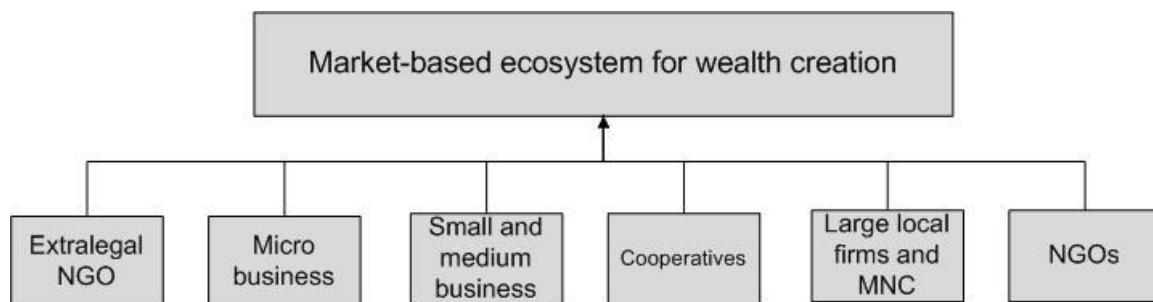 Market-based ecosystem for wealth creation
Extralegal
NGO
Micro
business
Small and
medium
business
Cooperatives
Large local
firms and
MNC
NGOs